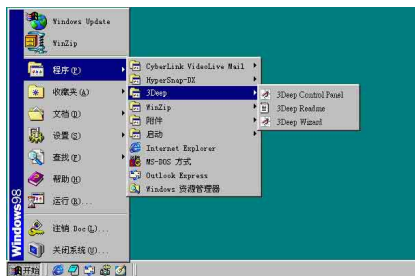 Windows Update
WinZip
程序(P)
收藏夹(A)
文档(D)
设置(S)
查找(F)
帮助(H)
运行(R)...
注销 Doc(L)...
关闭系统(U)...
Windows98
开始
CyberLink VideoLive Mail
HyperSnap-DX
3Deep
WinZip
附件
启动
Internet Explorer
MS-DOS 方式
Outlook Express
Windows 资源管理器
3Deep Control Panel
3Deep Readme
3Deep Wizard